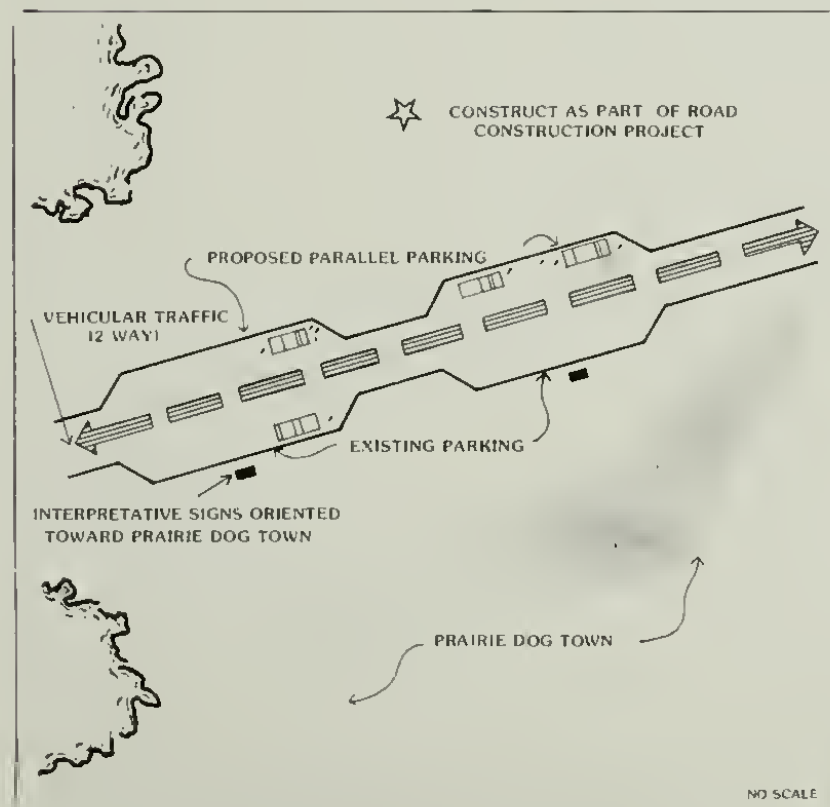 CONSTRUCT AS PART OF ROAD
CONSTRUCTION PROJECT
PROPOSED PARALLEL PARKING
VEHICULAR TRAFFIC
(2 WAY)
EXISTING PARKING
INTERPRETATIVE SIGNS ORIENTED
TOWARD PRAIRIE DOG TOWN
PRAIRIE DOG TOWN
NO SCALE